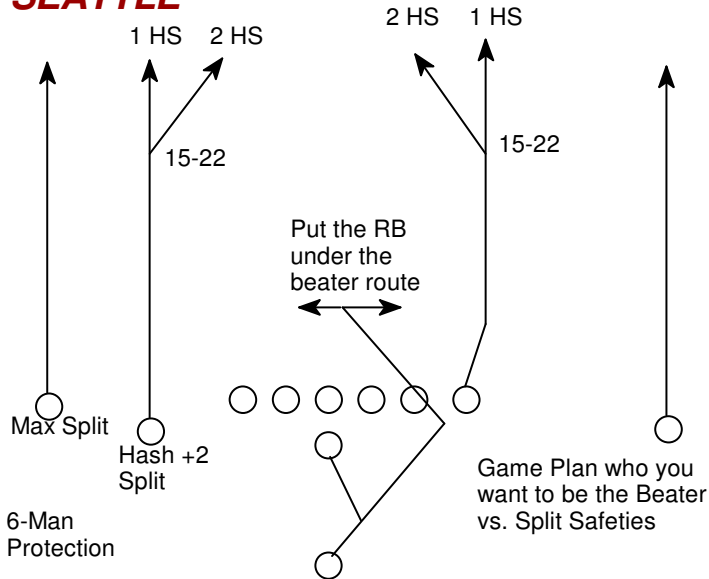 SEATTLE
1 HS
2 HS
2 HS
1 HS
15-22
15-22
Put the RB
under the
beater route
Max Split
Hash +2
Split
6-Man
Protection
Game Plan who you
want to be the Beater
vs. Split Safeties